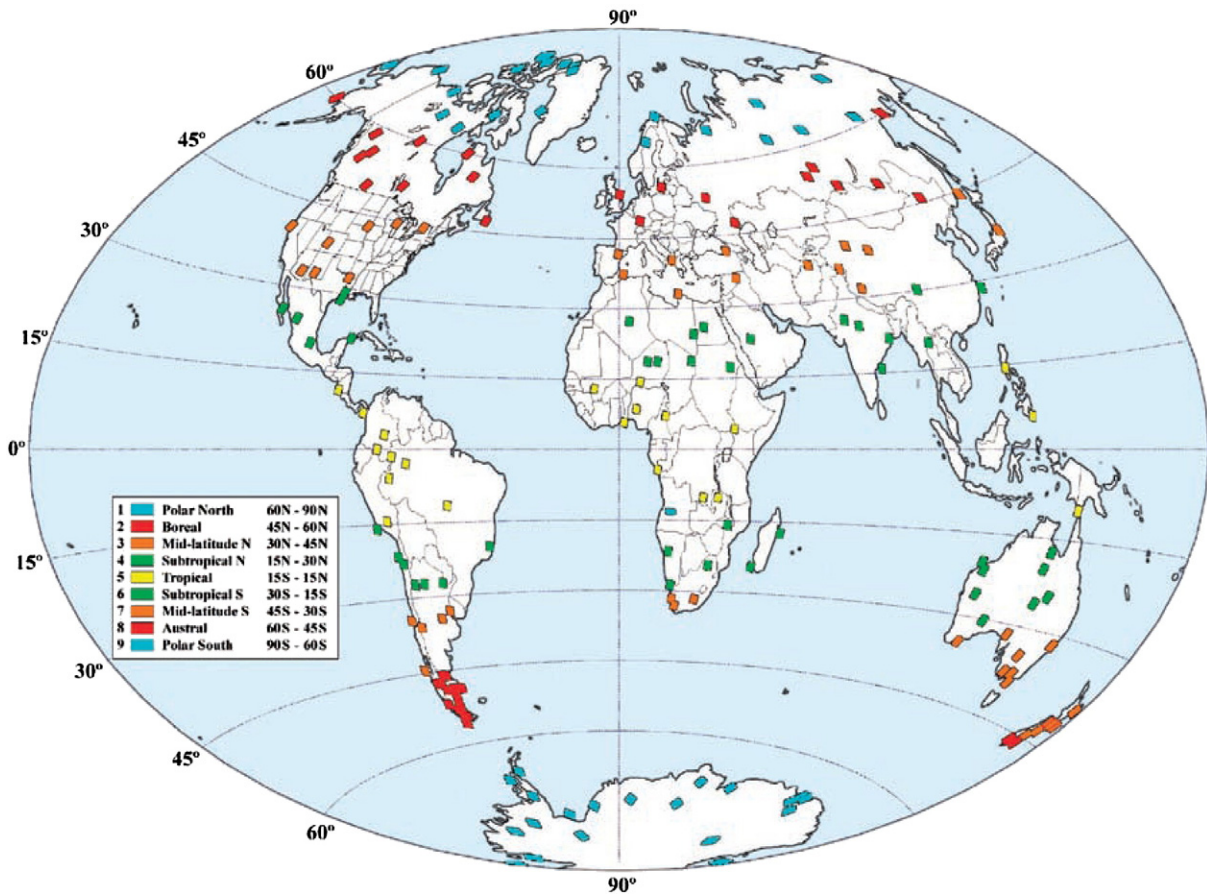 90º
60º
45º
30º
15º
0º
1 Polar North 60N - 90N
2 Boreal 45N - 60N
3 Mid-latitude N 30N - 45N
4 Subtropical N 15N - 30N
5 Tropical 15S - 15N
6 Subtropical S 30S - 15S
7 Mid-latitude S 45S - 30S
8 Austral 60S - 45S
9 Polar South 90S - 60S
15º
30º
45º
60º
90º